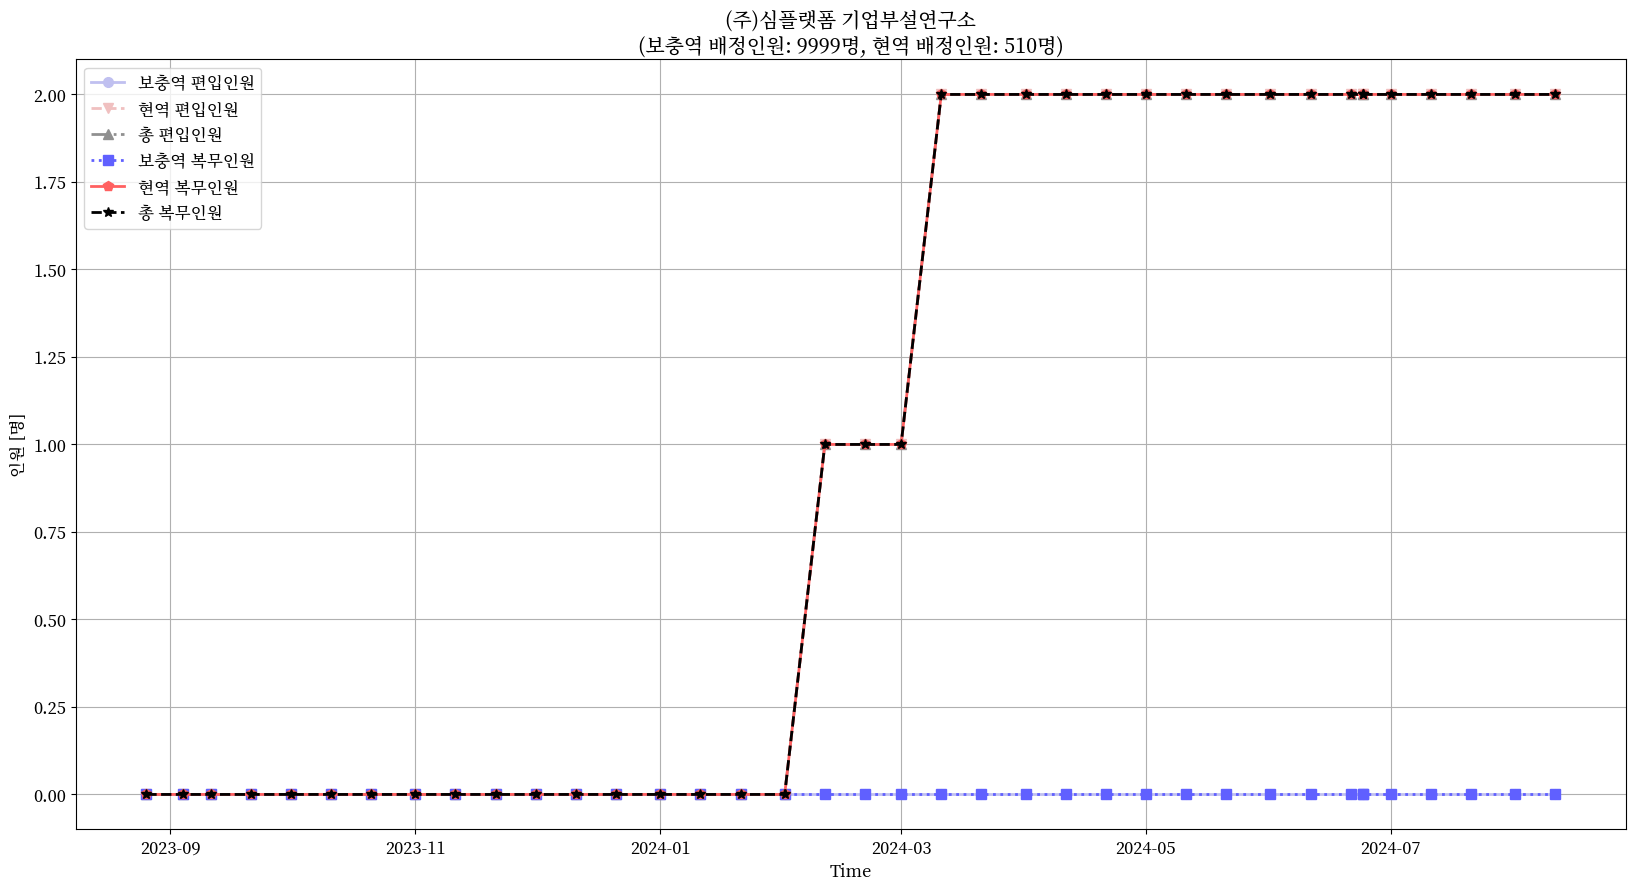 (주)심플랫폼 기업부설연구소
(보충역 배정인원: 9999명, 현역 배정인원: 510명)
보충역 편입인원
현역 편입인원
총 편입인원
보충역 복무인원
현역 복무인원
총 복무인원
2.00
1.75
1.50
1.25
1.00
0.75
0.50
0.25
0.00
인원 [명]
2023-09
2023-11
2024-01
2024-03
2024-05
2024-07
Time